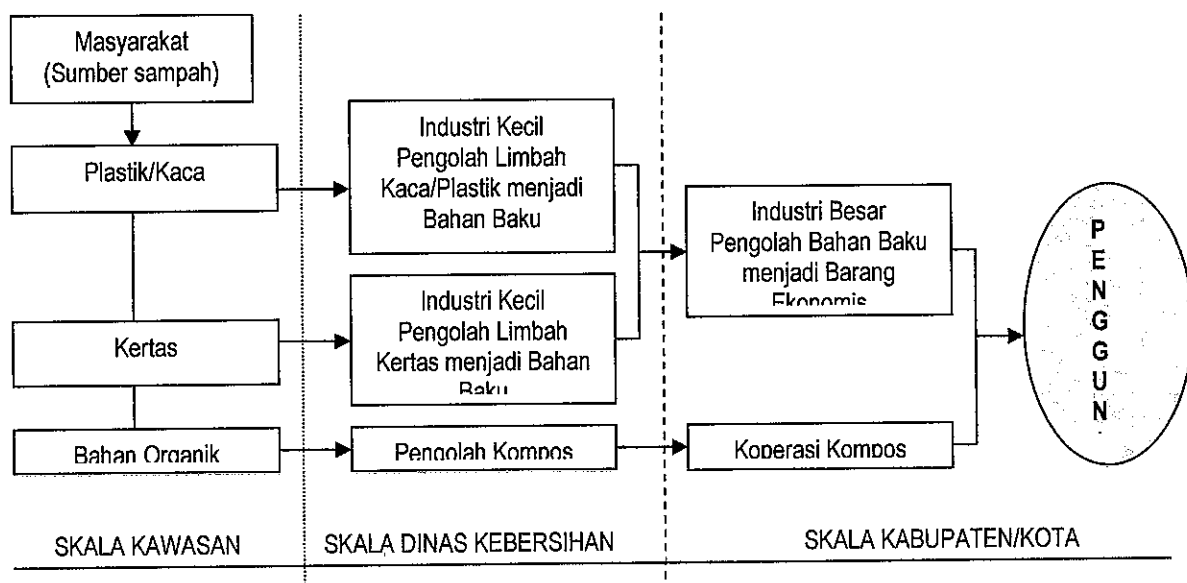 Masyarakat
(Sumber sampah)
Plastik/Kaca
Kertas
Bahan Organik
Industri Kecil
Pengolah Limbah
Kaca/Plastik menjadi
Bahan Baku
Industri Kecil
Pengolah Limbah
Kertas menjadi Bahan
Baku
Pengolah Kompos
Industri Besar
Pengolah Bahan Baku
menjadi Barang
Ekonomis
Koperasi Kompos
P
E
N
G
G
U
N
SKALA KAWASAN
SKALA DINAS KEBERSIHAN
SKALA KABUPATEN/KOTA